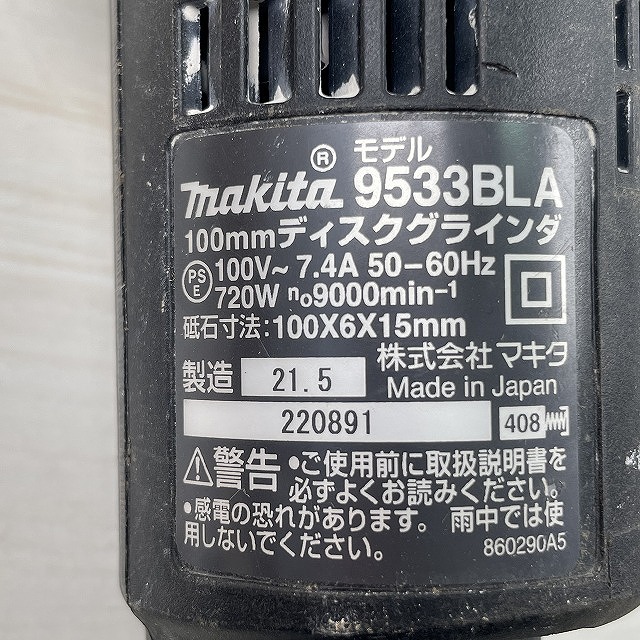 モデル
makita® 9533BLA
100mmディスクグラインダ
PS E 100V~ 7.4A 50-60Hz
720W no9000min-1
砥石寸法:100X6X15mm
株式会社 マキタ
製造 21.5 Made in Japan
220891 408
⚠警告 •ご使用前に取扱説明書を
必ずよくお読みください。
•感電の恐れがあります。 雨中では使
用しないでください。 860290A5